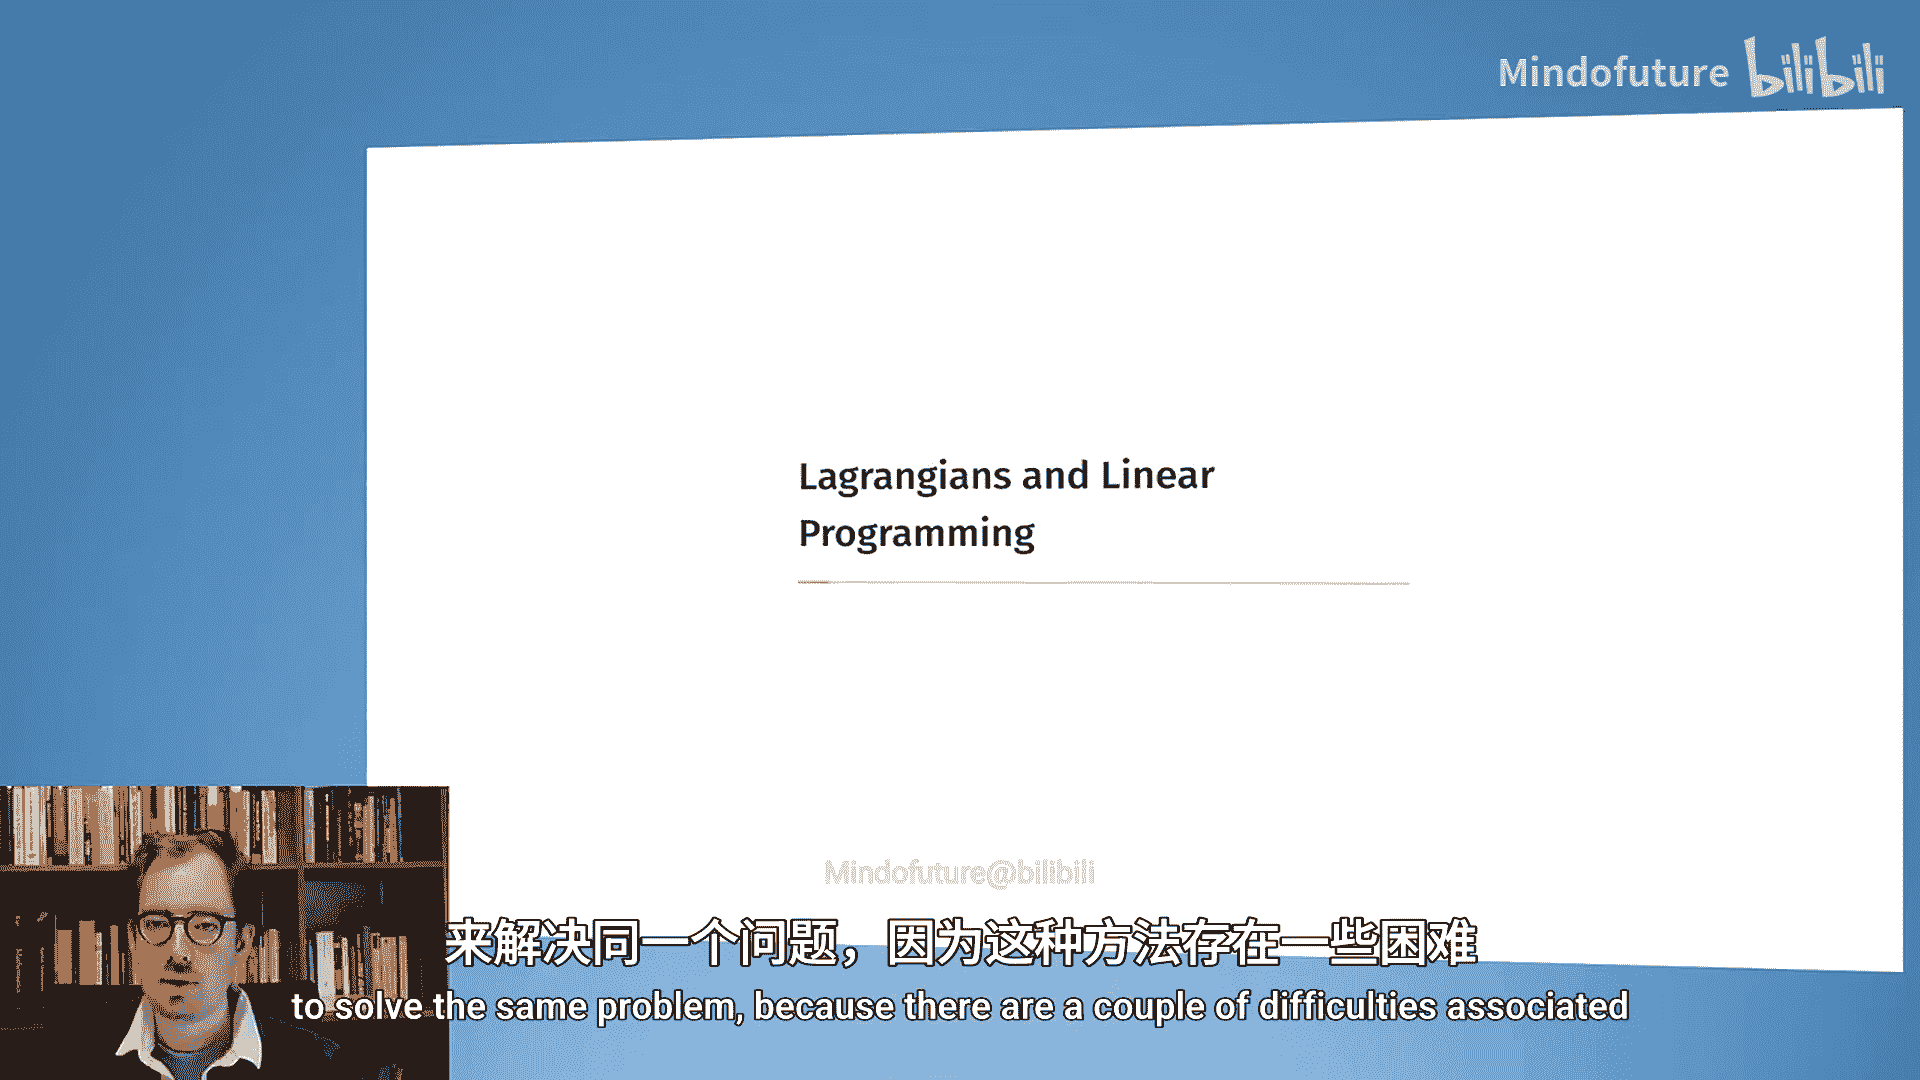 Mindofuture bilibili
Lagrangians and Linear
Programming
Mindofuture@bilibili
来解决同一个问题，因为这种方法存在一些困难
to solve the same problem, because there are a couple of difficulties associated